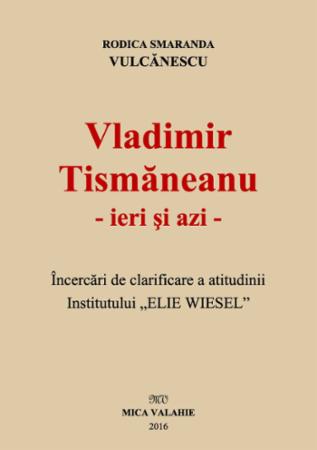 RODICA SMARANDA
VULCĂNESCU
Vladimir
Tismăneanu
- ieri şi azi -
Încercări de clarificare a atitudinii
Institutului „ELIE WIESEL”
MV
MICA VALAHIE
2016